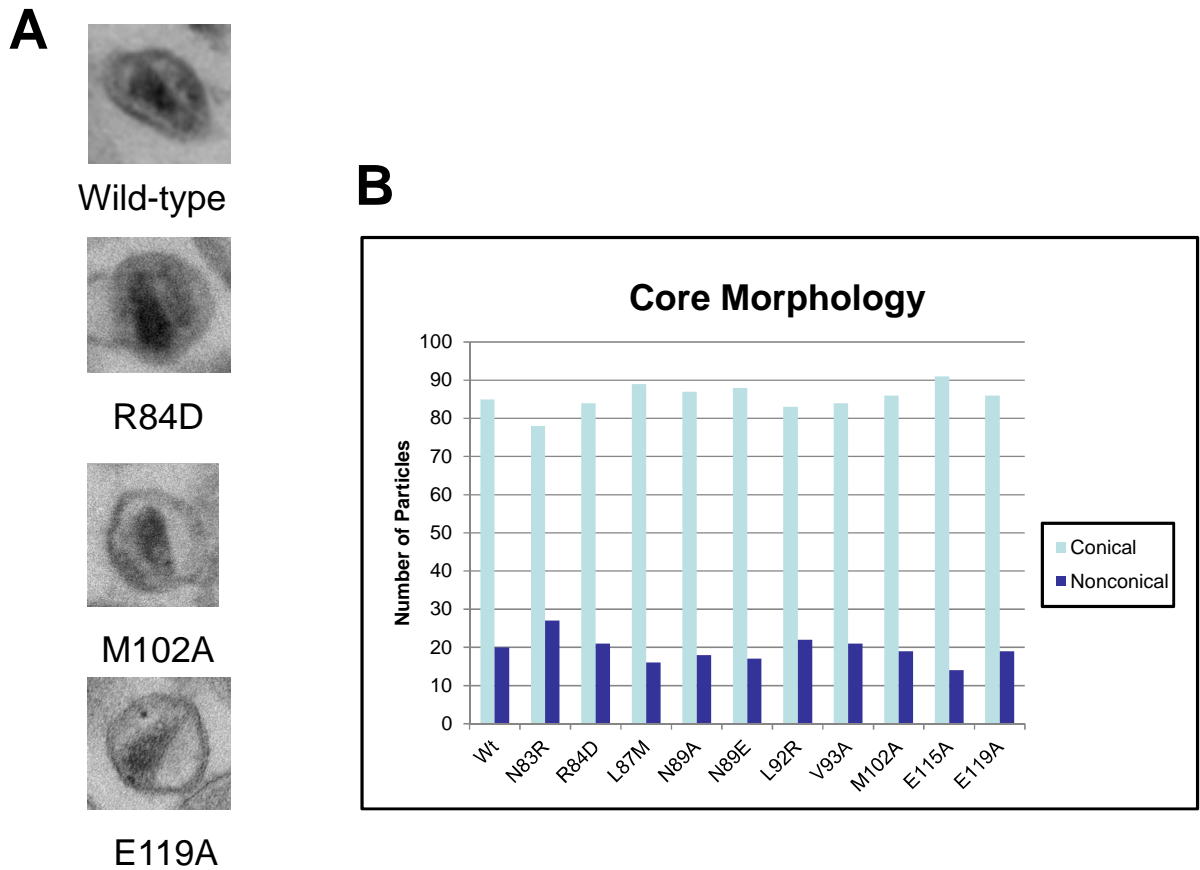 A
Wild-type
R84D
M102A
E119A
B
Core Morphology
Number of Particles
100
90
80
70
60
50
40
30
20
10
0
Wt
N83R
R84D
L87M
N89A
N89E
L92R
V93A
M102A
E115A
E119A
Conical
Nonconical